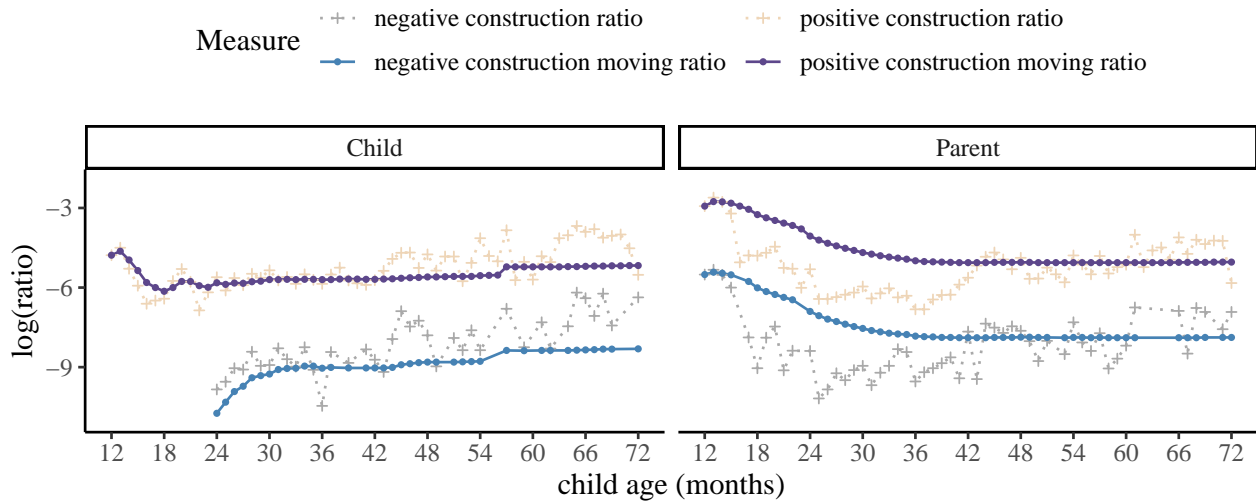 Measure
negative construction ratio
positive construction ratio
negative construction moving ratio
positive construction moving ratio
Child
Parent
log(ratio)
−3
−6
−9
12 18 24 30 36 42 48 54 60 66 72
12 18 24 30 36 42 48 54 60 66 72
child age (months)